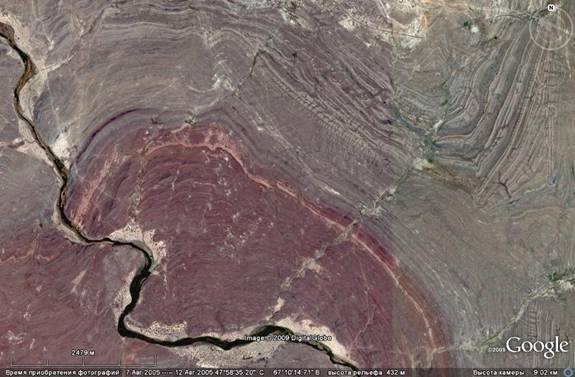 N
2479 м
Image © 2009 DigitalGlobe
©2009 Google
Время приобретения фотографий 7 Авг 2005 ---- 12 Авг 2005 47°58'35.20" С 67°10'14.71" В высота рельефа 432 м Высота камеры 9.02 км